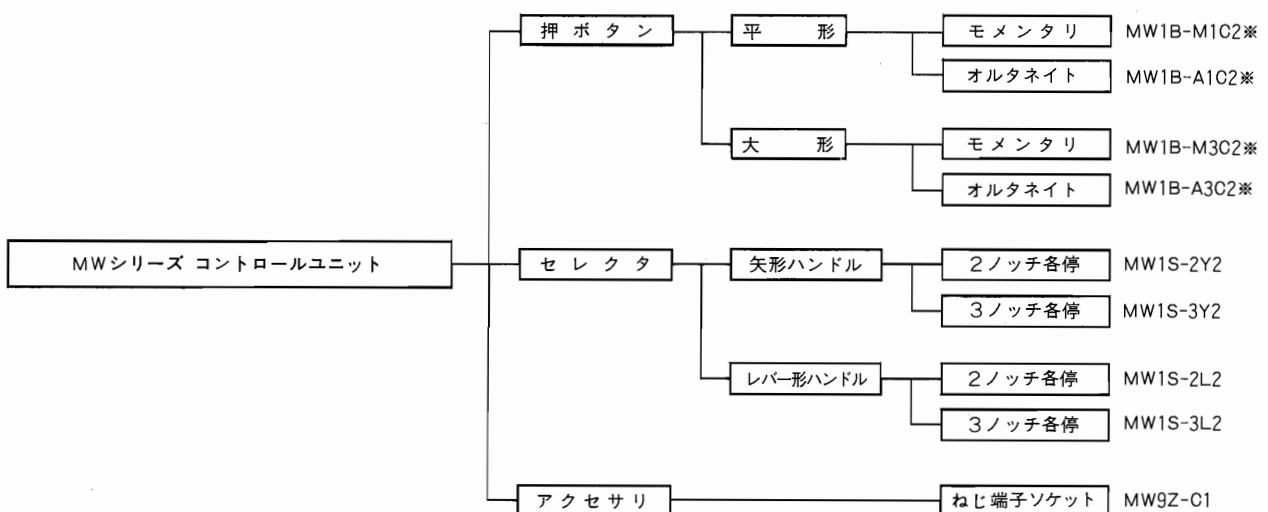 押ボタン 平形 モメンタリ MW1B-M1C2※
オルタネイト MW1B-A1C2※
大形 モメンタリ MW1B-M3C2※
オルタネイト MW1B-A3C2※
MWシリーズ コントロールユニット セレクタ 矢形ハンドル 2ノッチ各停 MW1S-2Y2
3ノッチ各停 MW1S-3Y2
レバー形ハンドル 2ノッチ各停 MW1S-2L2
3ノッチ各停 MW1S-3L2
アクセサリ ねじ端子ソケット MW9Z-C1